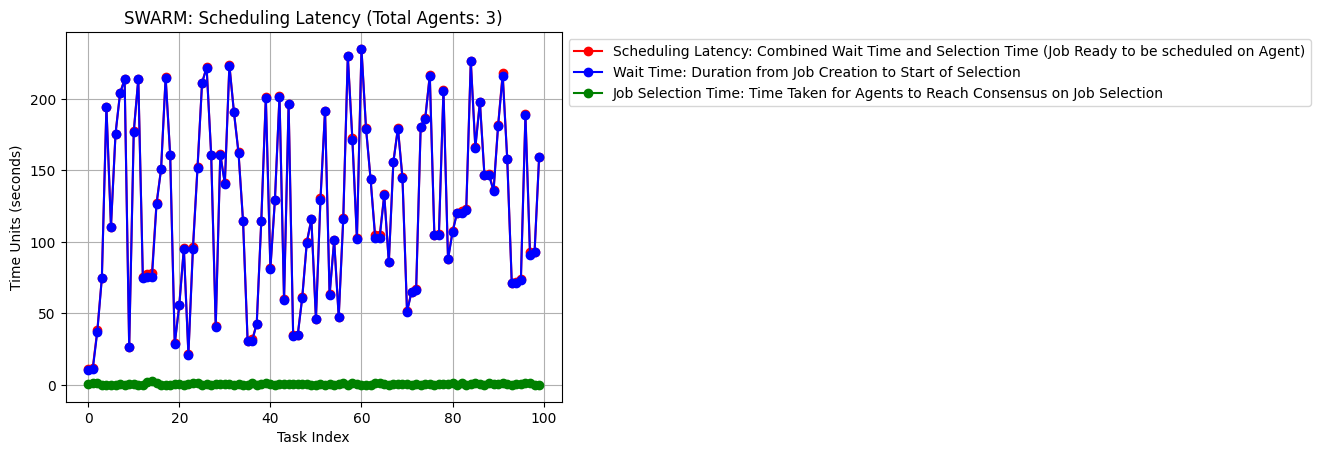 SWARM: Scheduling Latency (Total Agents: 3)
Scheduling Latency: Combined Wait Time and Selection Time (Job Ready to be scheduled on Agent)
Wait Time: Duration from Job Creation to Start of Selection
Job Selection Time: Time Taken for Agents to Reach Consensus on Job Selection
Time Units (seconds)
200
150
100
50
0
0 20 40 60 80 100
Task Index